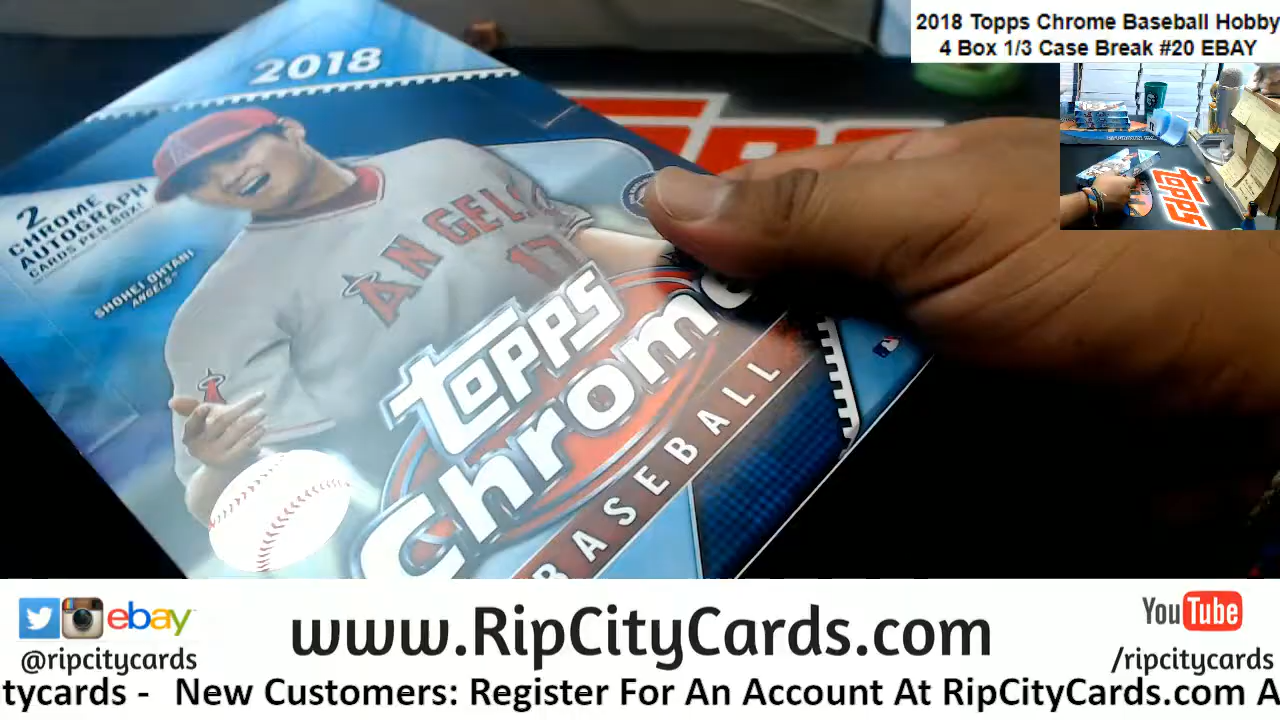 2018 Topps Chrome Baseball Hobby
4 Box 1/3 Case Break #20 EBAY
2018
2
CHROME
AUTOGRAPH
CARDS PER BOX!
SHOHEI OHTANI
ANGELS
ANGELS
17
TOPPS
Chrome
BASEBALL
TOPPS
ebay
@ripcitycards
www.RipCityCards.com
YouTube
/ripcitycards
tycards - New Customers: Register For An Account At RipCityCards.com A